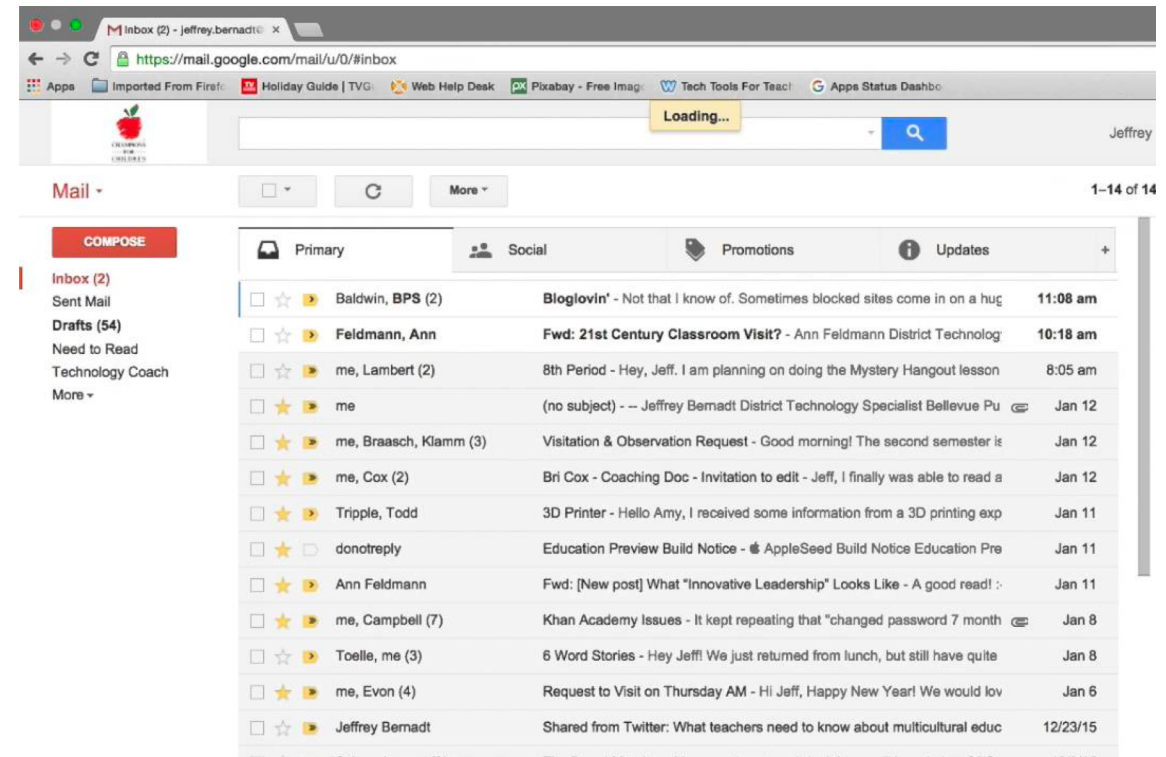 Inbox (2) - jeffrey.bernadt@ ×
https://mail.google.com/mail/u/0/#inbox
Apps Imported From Firefo Holiday Guide | TVG Web Help Desk Pixabay - Free Imag Tech Tools For Teach Apps Status Dashbo
Loading...
CHAMPIONS
FOR
CHILDREN
Jeffrey
Mail
More
1–14 of 14
COMPOSE
Inbox (2)
Sent Mail
Drafts (54)
Need to Read
Technology Coach
More
Primary Social Promotions Updates +
Baldwin, BPS (2) Bloglovin' - Not that I know of. Sometimes blocked sites come in on a hug 11:08 am
Feldmann, Ann Fwd: 21st Century Classroom Visit? - Ann Feldmann District Technology 10:18 am
me, Lambert (2) 8th Period - Hey, Jeff. I am planning on doing the Mystery Hangout lesson 8:05 am
me (no subject) - -- Jeffrey Bernadt District Technology Specialist Bellevue Pu Jan 12
me, Braasch, Klamm (3) Visitation & Observation Request - Good morning! The second semester is Jan 12
me, Cox (2) Bri Cox - Coaching Doc - Invitation to edit - Jeff, I finally was able to read a Jan 12
Tripple, Todd 3D Printer - Hello Amy, I received some information from a 3D printing exp Jan 11
donotreply Education Preview Build Notice - AppleSeed Build Notice Education Pre Jan 11
Ann Feldmann Fwd: [New post] What "Innovative Leadership" Looks Like - A good read! :- Jan 11
me, Campbell (7) Khan Academy Issues - It kept repeating that "changed password 7 month Jan 8
Toelle, me (3) 6 Word Stories - Hey Jeff! We just returned from lunch, but still have quite Jan 8
me, Evon (4) Request to Visit on Thursday AM - Hi Jeff, Happy New Year! We would lov Jan 6
Jeffrey Bernadt Shared from Twitter: What teachers need to know about multicultural educ 12/23/15